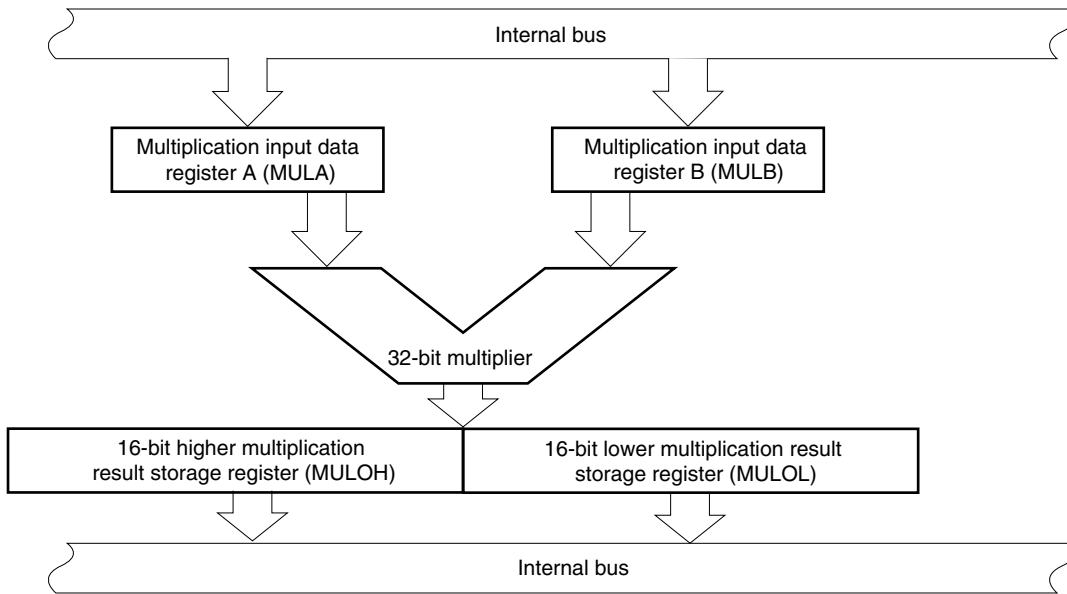 Internal bus
Multiplication input data
register A (MULA)
Multiplication input data
register B (MULB)
32-bit multiplier
16-bit higher multiplication
result storage register (MULOH)
16-bit lower multiplication result
storage register (MULOL)
Internal bus